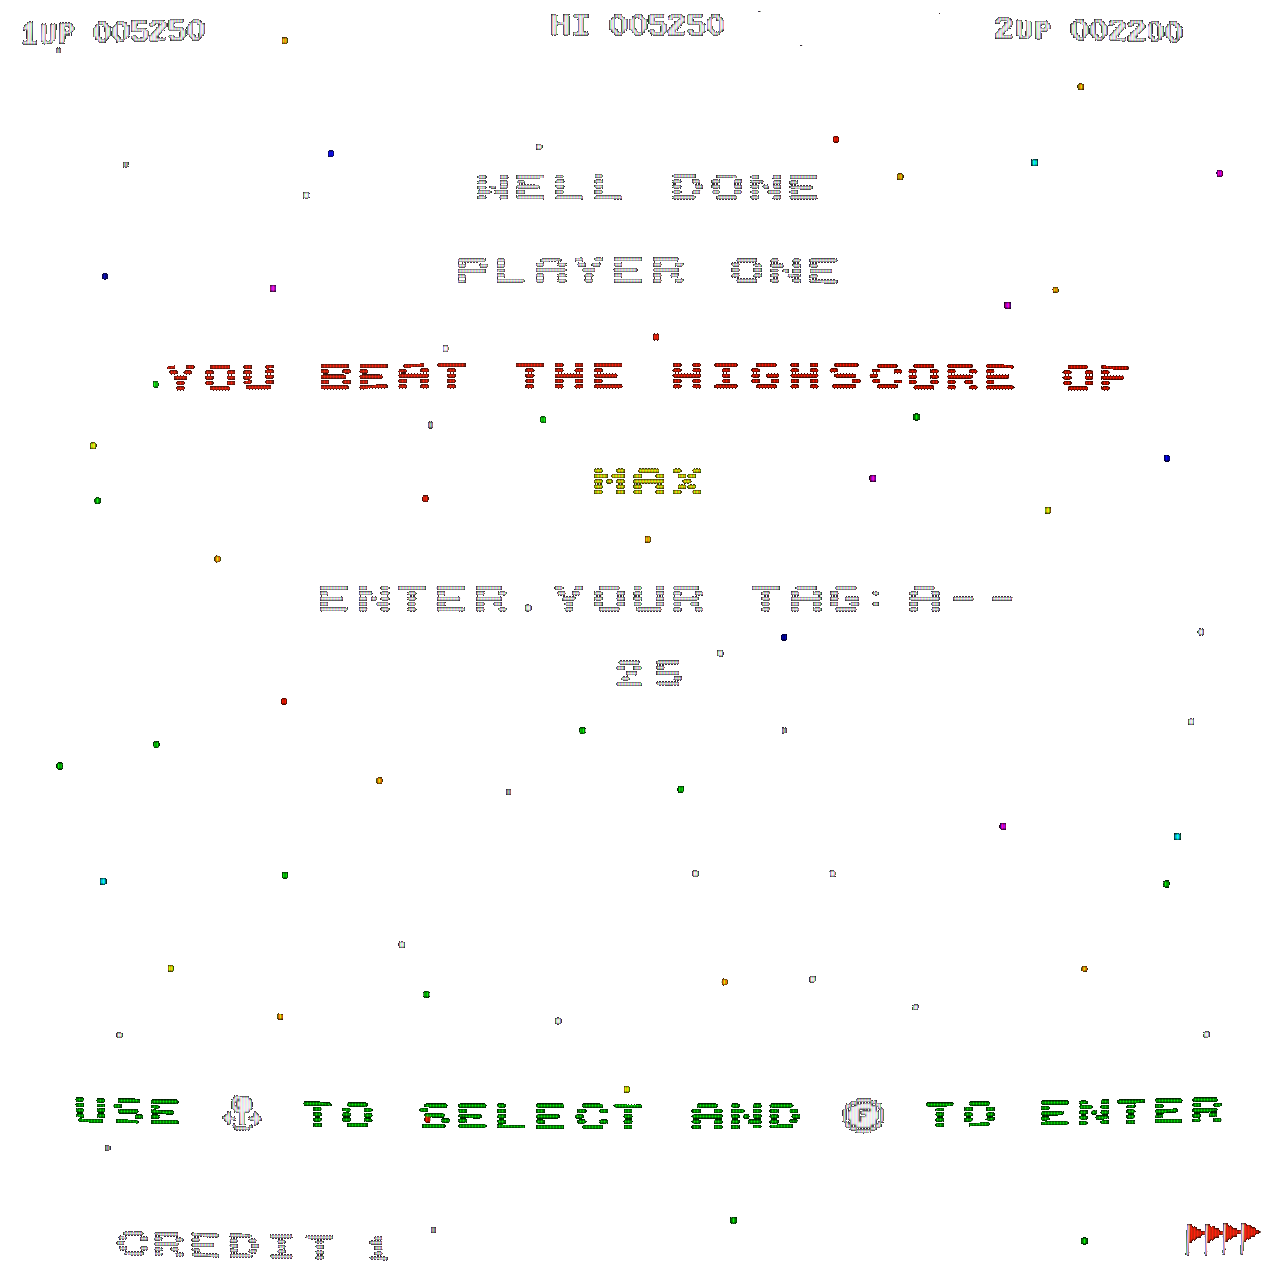 1UP 005250 HI 005250 2UP 002200
WELL DONE
PLAYER ONE
YOU BEAT THE HIGHSCORE OF
MAX
ENTER YOUR TAG: A--
25
USE TO SELECT AND F TO ENTER
CREDIT 1